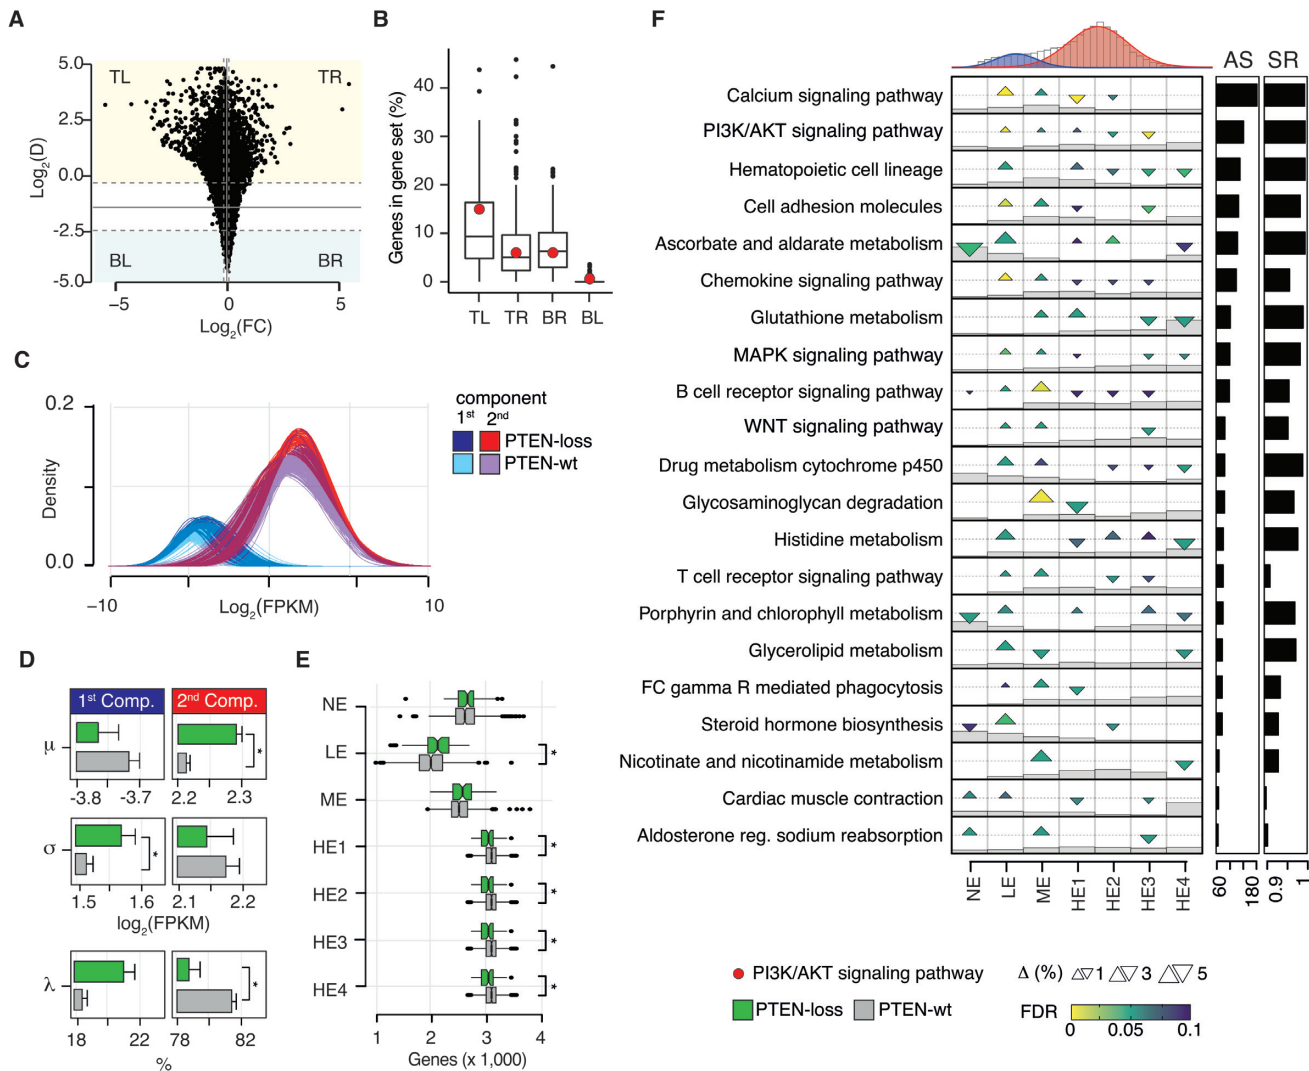 A
Log2(D)
5.0
2.5
0.0
-2.5
-5.0
TL
TR
BL
BR
−5
0
5
Log2(FC)
B
Genes in gene set (%)
40
30
20
10
0
TL
TR
BR
BL
C
Density
0.2
0.0
−10
10
Log2(FPKM)
component
1st 2nd
PTEN-loss
PTEN-wt
D
1st Comp.
2nd Comp.
μ
*
-3.8
-3.7
2.2
2.3
σ
*
1.5
1.6
2.1
2.2
log2(FPKM)
λ
*
18
22
78
82
%
E
NE
LE
*
ME
HE1
*
HE2
*
HE3
*
HE4
*
1
2
3
4
Genes (x 1,000)
F
AS
SR
Calcium signaling pathway
PI3K/AKT signaling pathway
Hematopoietic cell lineage
Cell adhesion molecules
Ascorbate and aldarate metabolism
Chemokine signaling pathway
Glutathione metabolism
MAPK signaling pathway
B cell receptor signaling pathway
WNT signaling pathway
Drug metabolism cytochrome p450
Glycosaminoglycan degradation
Histidine metabolism
T cell receptor signaling pathway
Porphyrin and chlorophyll metabolism
Glycerolipid metabolism
FC gamma R mediated phagocytosis
Steroid hormone biosynthesis
Nicotinate and nicotinamide metabolism
Cardiac muscle contraction
Aldosterone reg. sodium reabsorption
NE
LE
ME
HE1
HE2
HE3
HE4
60
180
0.9
1
PI3K/AKT signaling pathway
PTEN-loss
PTEN-wt
Δ (%)
1
3
5
FDR
0
0.05
0.1